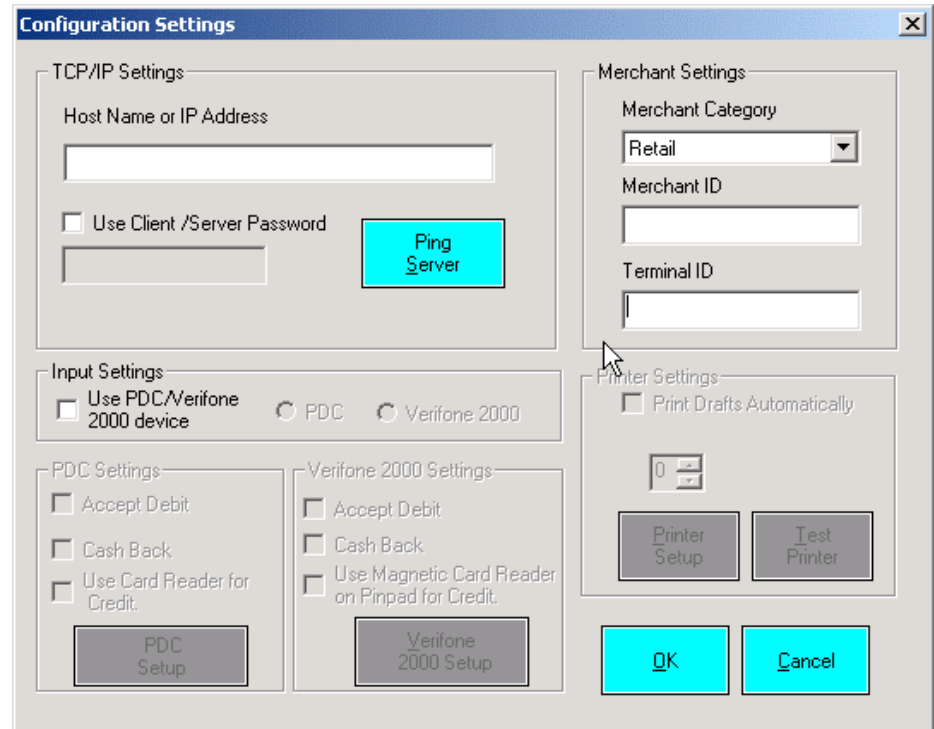 Configuration Settings
TCP/IP Settings
Host Name or IP Address
Use Client /Server Password
Ping
Server
Merchant Settings
Merchant Category
Retail
Merchant ID
Terminal ID
Input Settings
Use PDC/Verifone
2000 device
PDC
Verifone 2000
Printer Settings
Print Drafts Automatically
0
Printer
Setup
Test
Printer
PDC Settings
Accept Debit
Cash Back
Use Card Reader for
Credit.
PDC
Setup
Verifone 2000 Settings
Accept Debit
Cash Back
Use Magnetic Card Reader
on Pinpad for Credit.
Verifone
2000 Setup
OK
Cancel